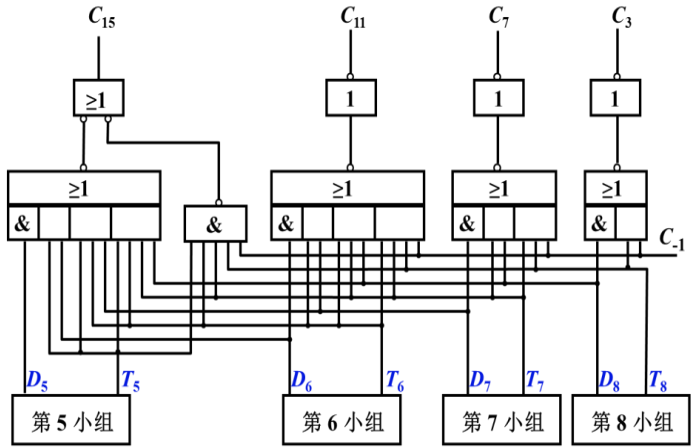 C15 C11 C7 C3
≥1 1 1 1
≥1 ≥1 ≥1 ≥1
& & & & &
C-1
D5 T5 D6 T6 D7 T7 D8 T8
第 5 小组 第 6 小组 第 7 小组 第 8 小组